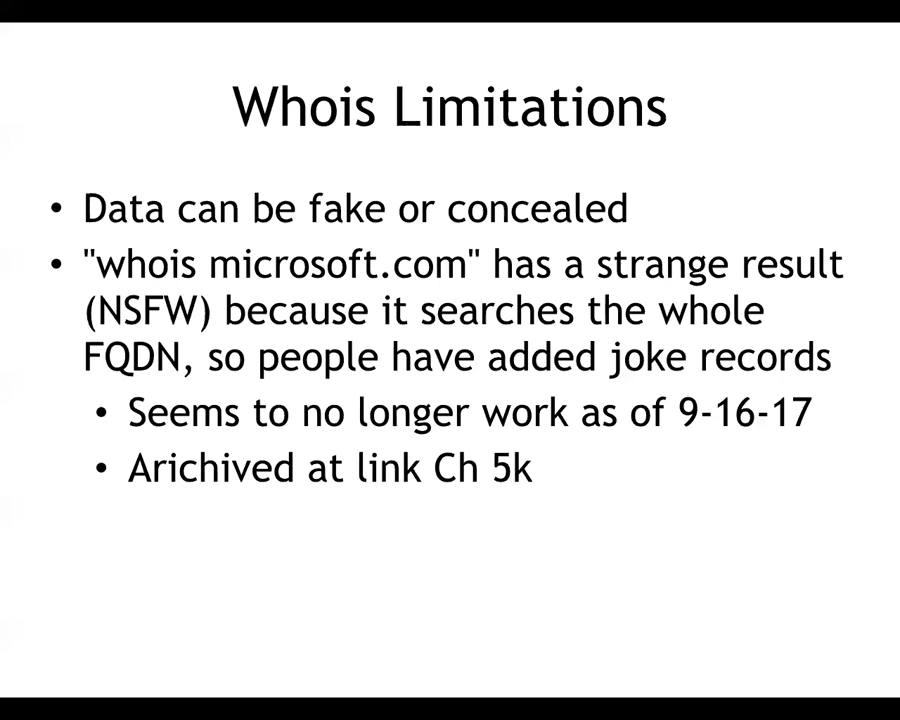 Whois Limitations
• Data can be fake or concealed
• "whois microsoft.com" has a strange result
(NSFW) because it searches the whole
FQDN, so people have added joke records
• Seems to no longer work as of 9-16-17
• Arichived at link Ch 5k